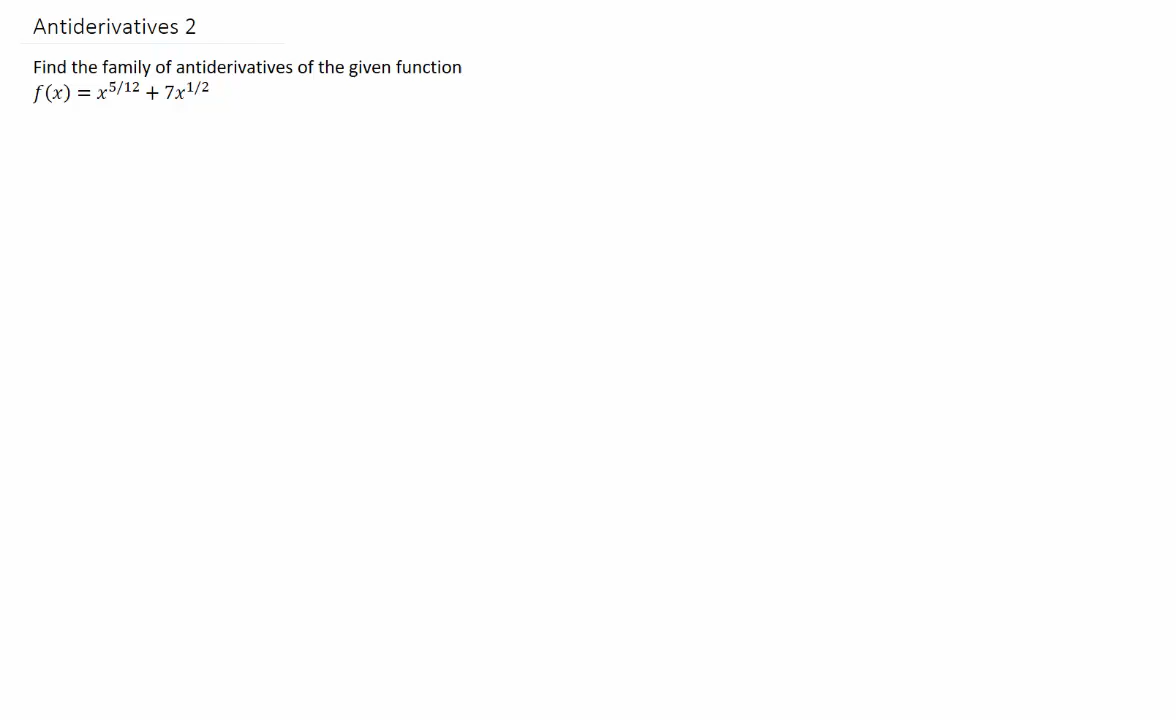 Antiderivatives 2
Find the family of antiderivatives of the given function
f(x) = x^{5/12} + 7x^{1/2}